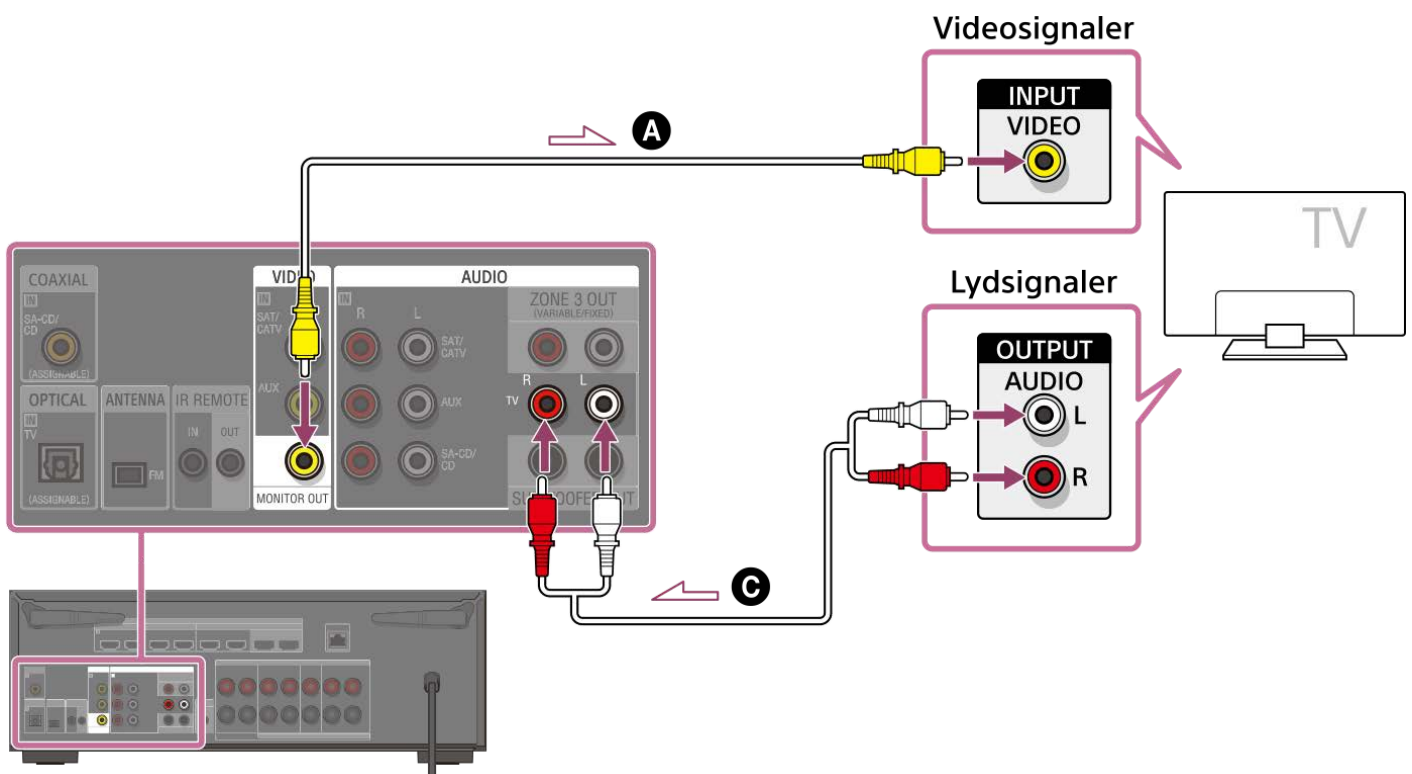 Videosignaler
INPUT
VIDEO
A
TV
COAXIAL
IN
SA-CD/
CD
(ASSIGNABLE)
OPTICAL
IN
TV
(ASSIGNABLE)
ANTENNA
FM
IR REMOTE
IN
OUT
VIDEO
IN
SAT/
CATV
AUX
MONITOR OUT
AUDIO
IN
R
L
SAT/
CATV
AUX
SA-CD/
CD
ZONE 3 OUT
(VARIABLE/FIXED)
R
L
TV
Lydsignaler
OUTPUT
AUDIO
L
R
C